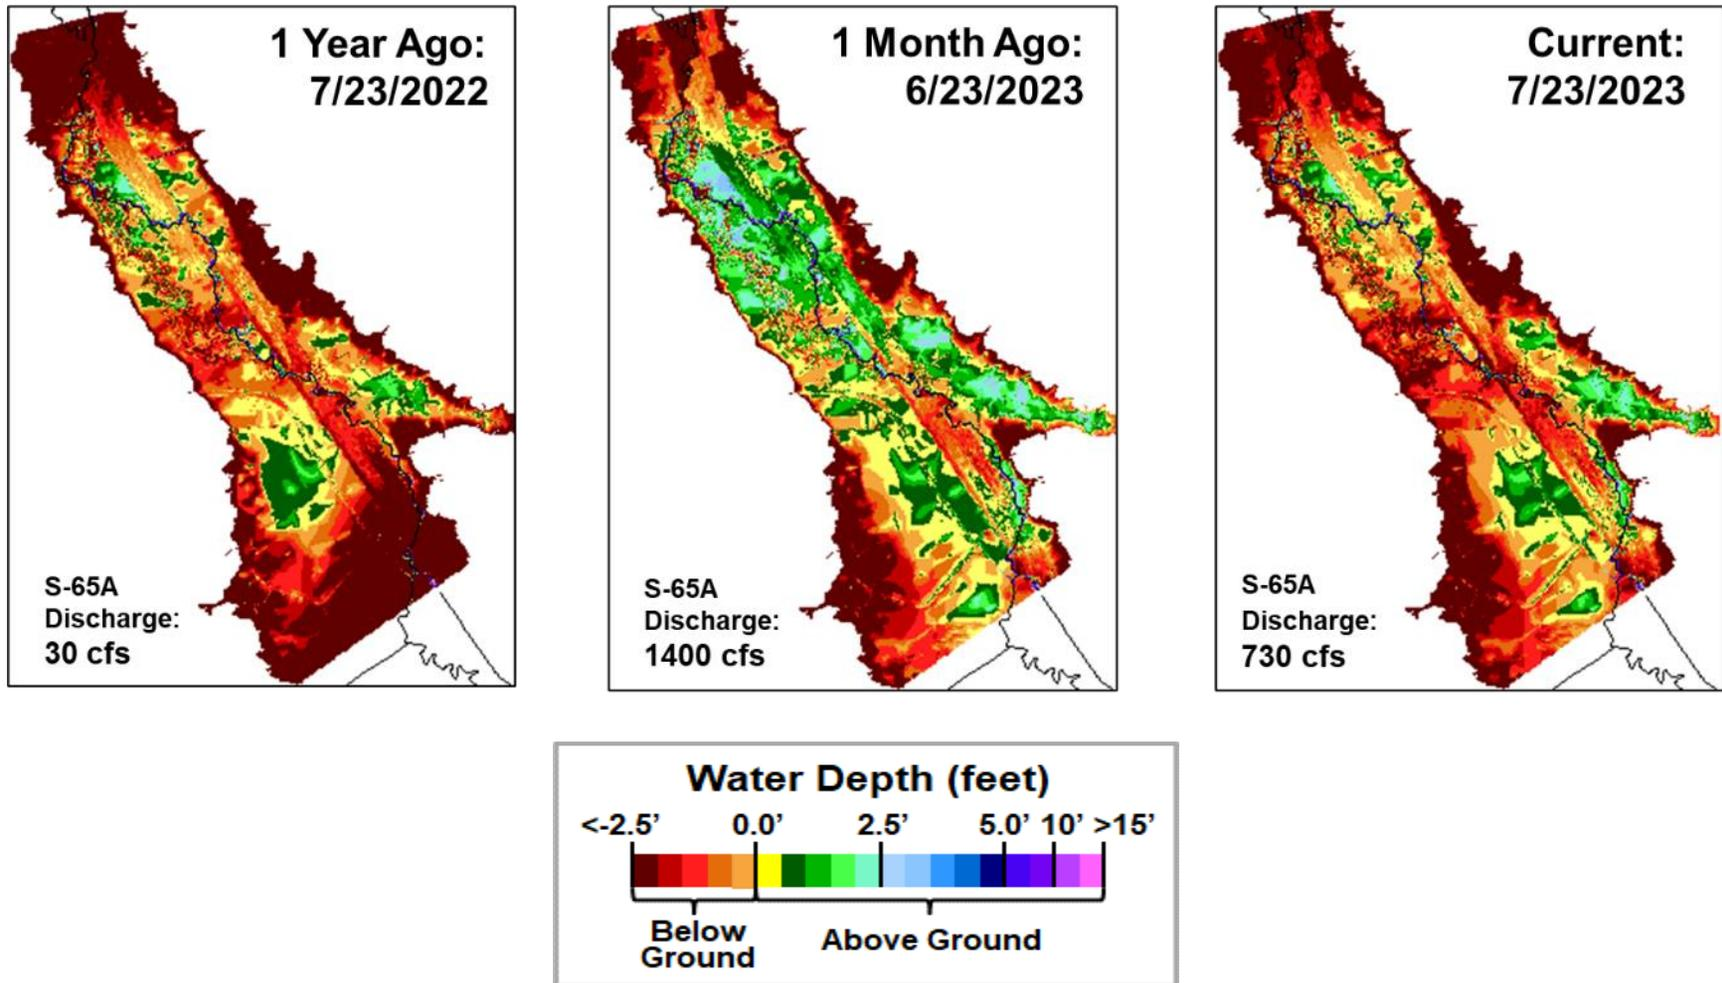 1 Year Ago:
7/23/2022
S-65A
Discharge:
30 cfs
1 Month Ago:
6/23/2023
S-65A
Discharge:
1400 cfs
Current:
7/23/2023
S-65A
Discharge:
730 cfs
Water Depth (feet)
<-2.5’ 0.0’ 2.5’ 5.0’ 10’ >15’
Below
Ground
Above Ground